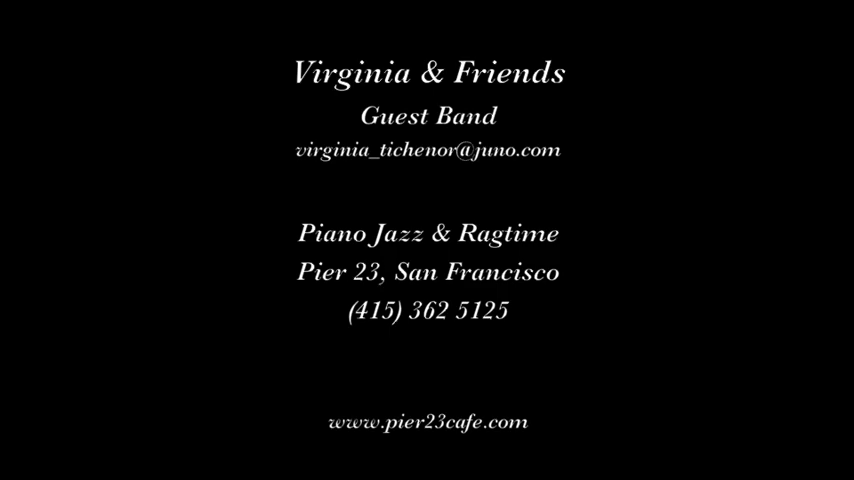 Virginia & Friends
Guest Band
virginia_tichenor@juno.com
Piano Jazz & Ragtime
Pier 23, San Francisco
(415) 362 5125
www.pier23cafe.com